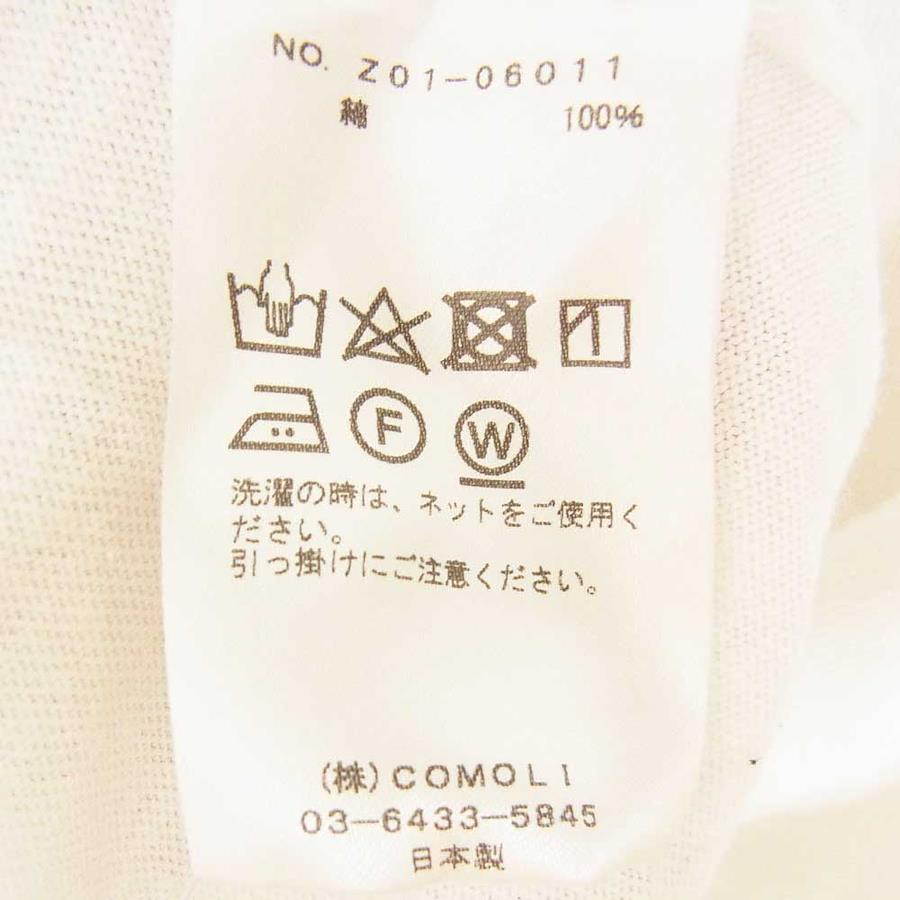 NO. Z01-06011
綿 100%
F W
洗濯の時は、ネットをご使用く
ださい。
引っ掛けにご注意ください。
(株)COMOLI
03-6433-5845
日本製